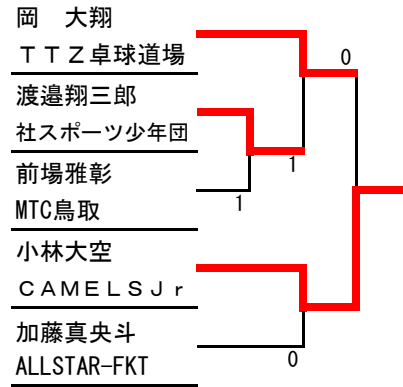 岡　大翔
ＴＴＺ卓球道場
0
渡邉翔三郎
社スポーツ少年団
1
前場雅彰
1
MTC鳥取
小林大空
ＣＡＭＥＬＳＪｒ
加藤真央斗
0
ALLSTAR-FKT